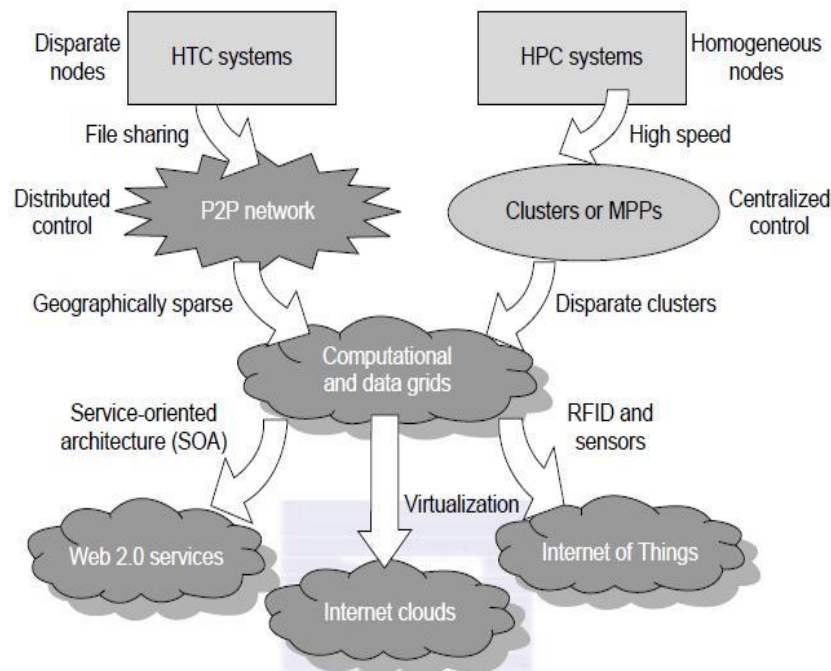 Disparate
nodes
HTC systems
HPC systems
Homogeneous
nodes
File sharing
High speed
Distributed
control
P2P network
Clusters or MPPs
Centralized
control
Geographically sparse
Disparate clusters
Computational
and data grids
Service-oriented
architecture (SOA)
RFID and
sensors
Virtualization
Web 2.0 services
Internet of Things
Internet clouds